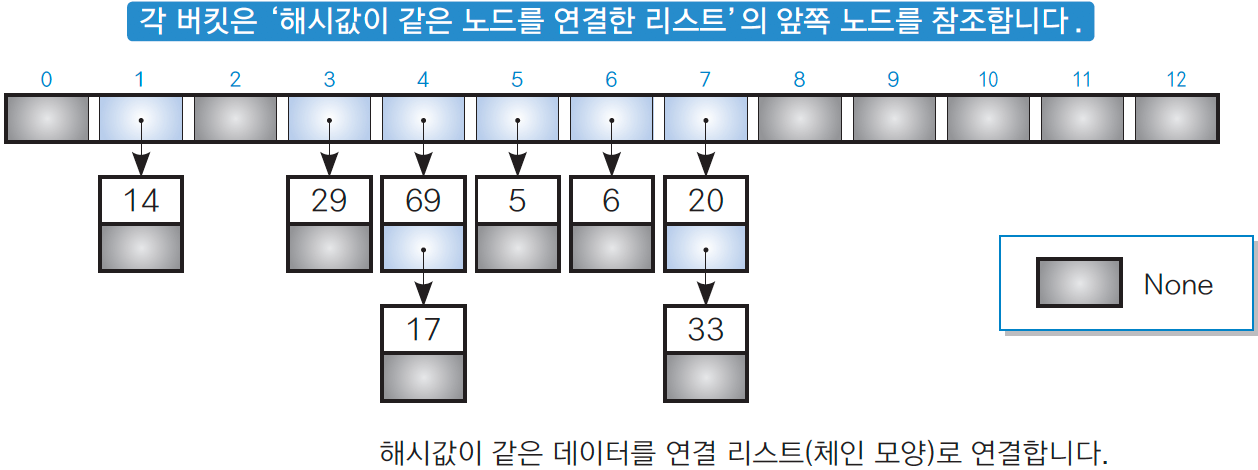 각 버킷은 ‘해시값이 같은 노드를 연결한 리스트’의 앞쪽 노드를 참조합니다.
0 1 2 3 4 5 6 7 8 9 10 11 12
14 29 69 5 6 20
17 33
None
해시값이 같은 데이터를 연결 리스트(체인 모양)로 연결합니다.